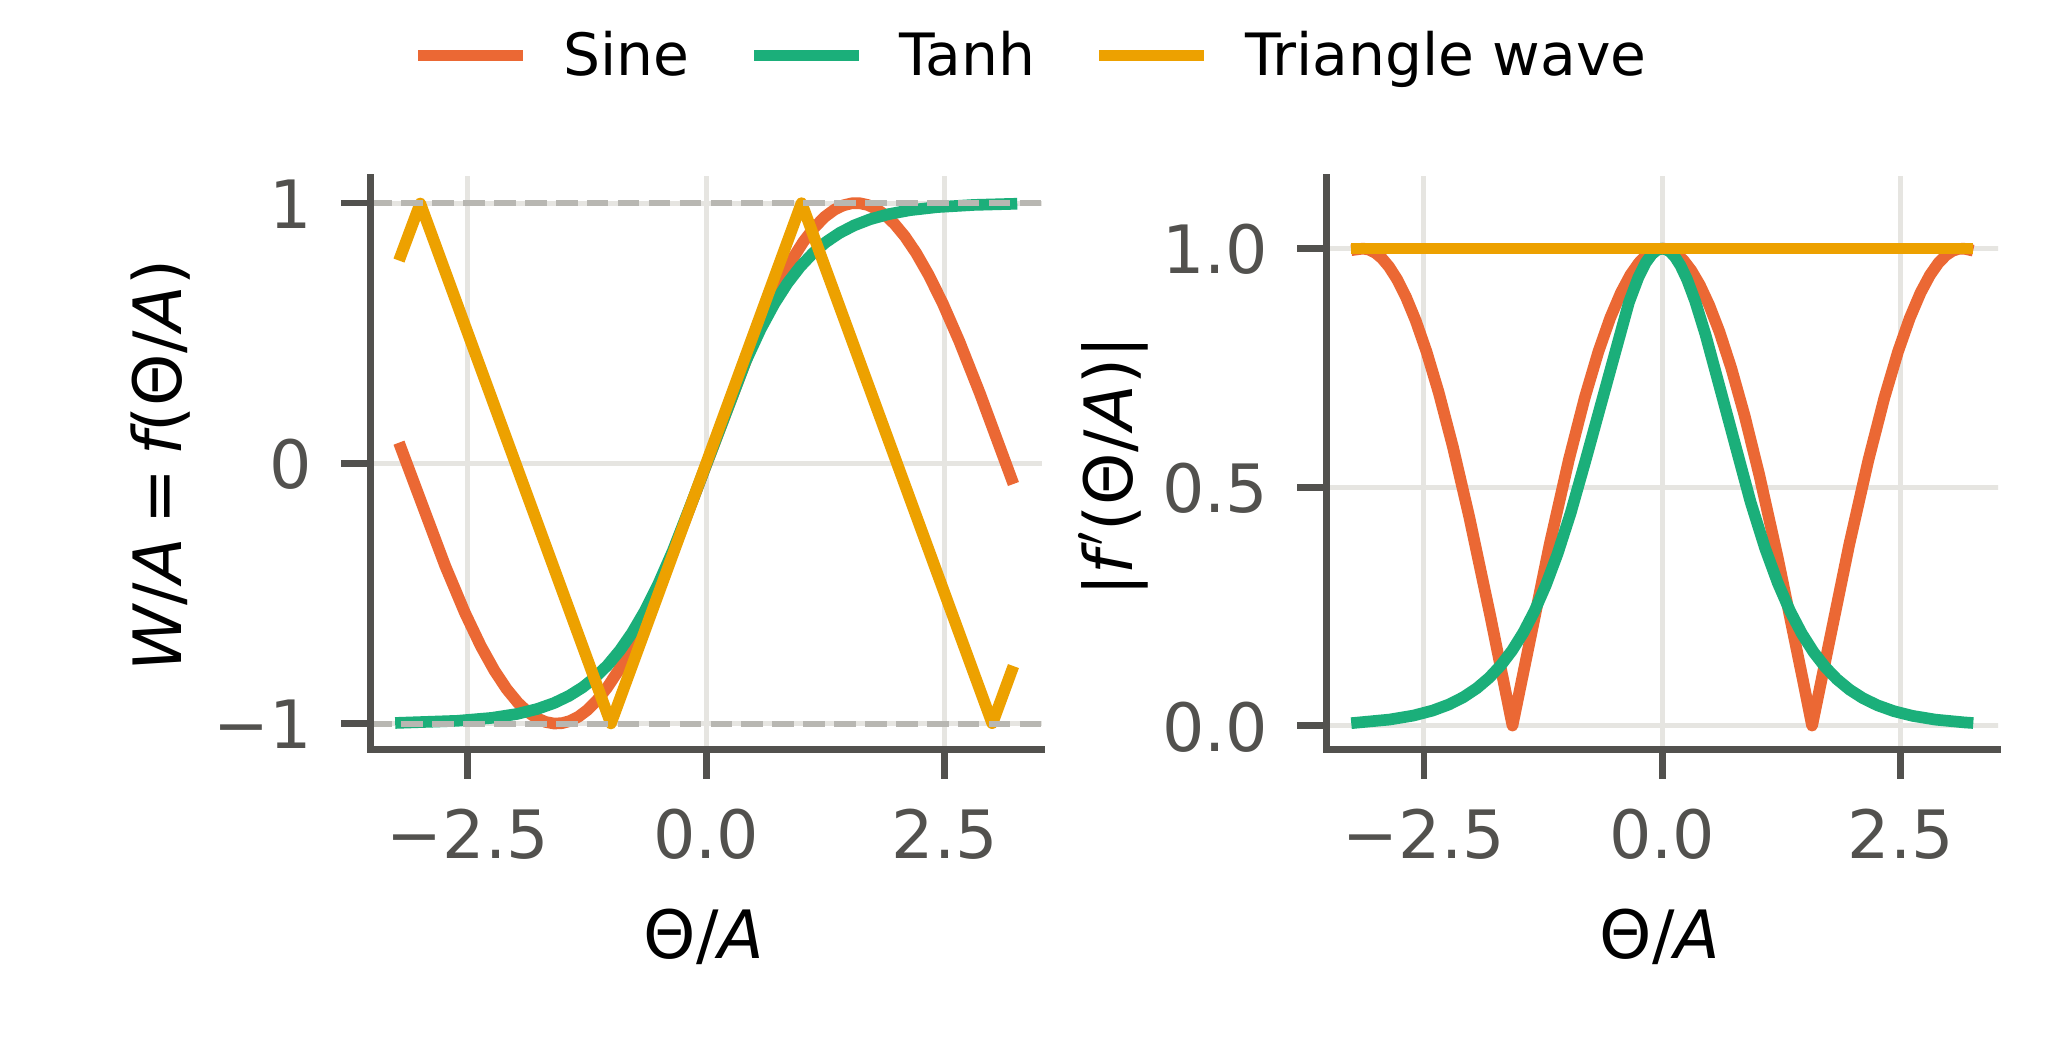 Sine Tanh Triangle wave
W/A = f(Θ/A)
1
0
−1
−2.5 0.0 2.5
Θ/A
|f′(Θ/A)|
1.0
0.5
0.0
−2.5 0.0 2.5
Θ/A